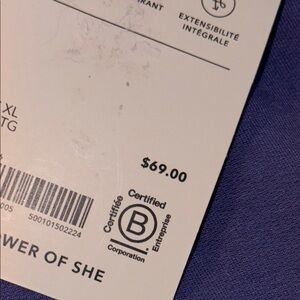 RANT
EXTENSIBILITÉ
INTÉGRALE
XL
TG
$69.00
005 500101502224
Certified
Certifiée
B
Entreprise
Corporation
WER OF SHE